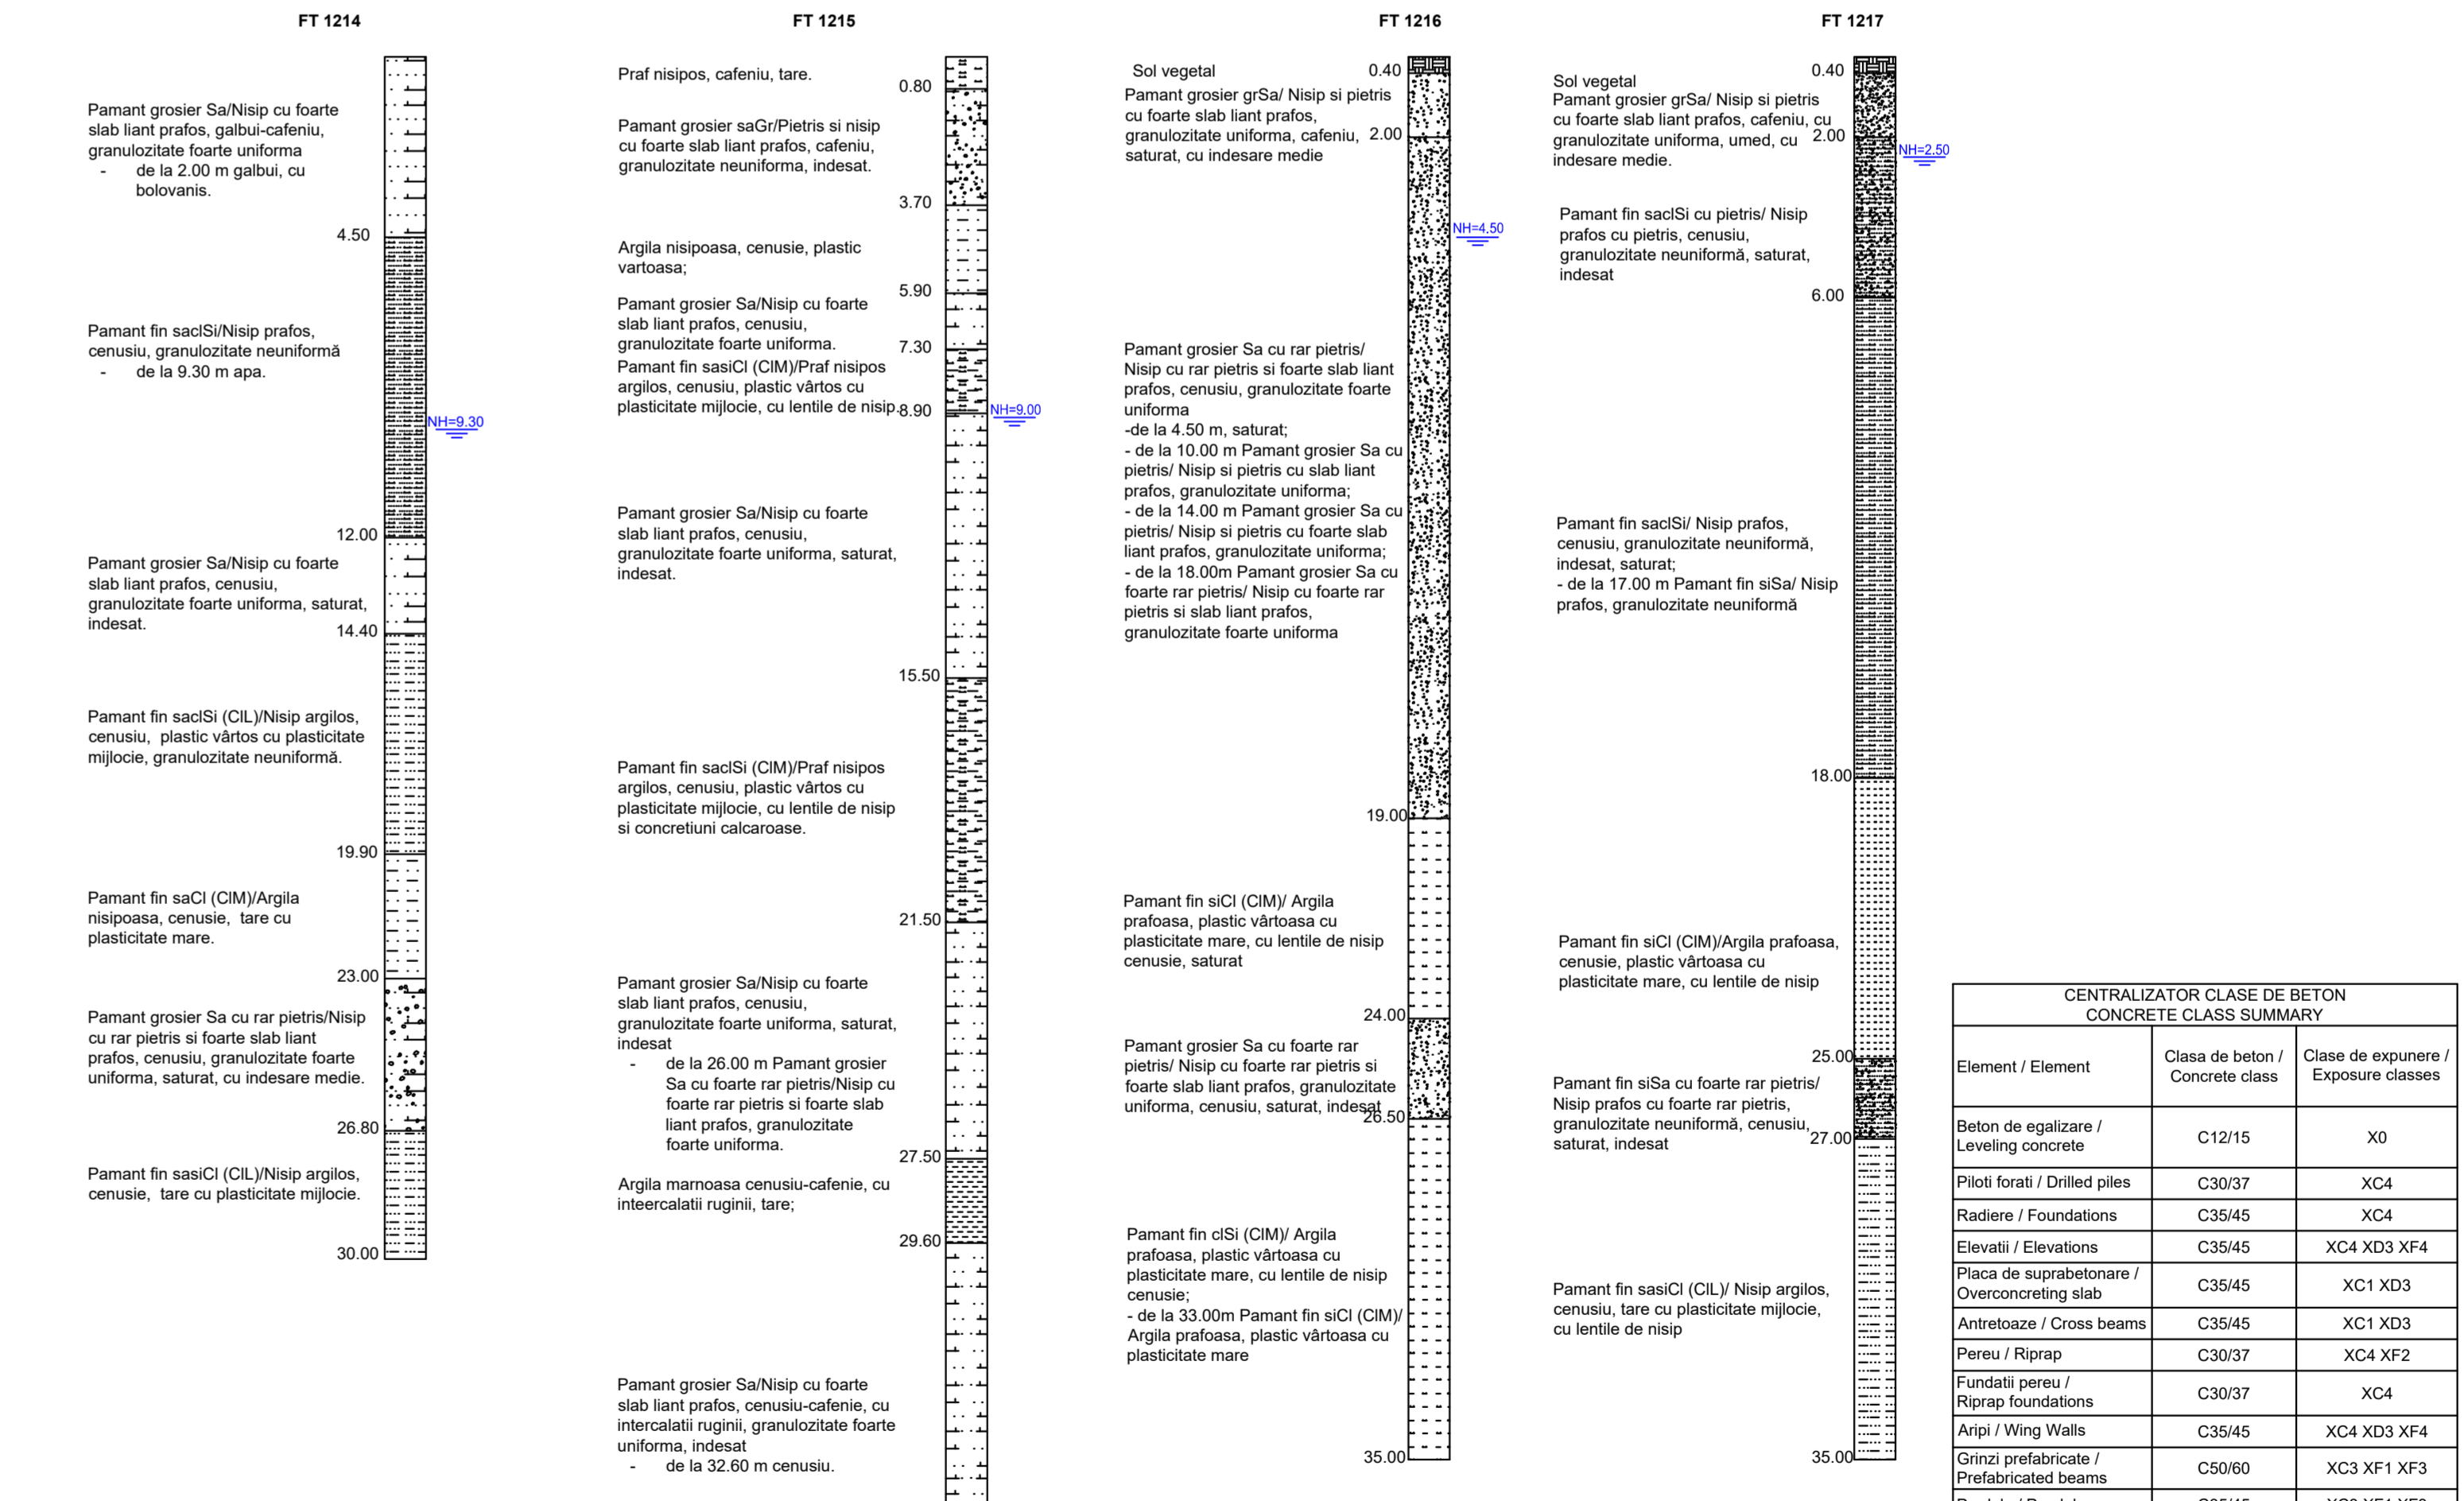 FT 1214
Pamant grosier Sa/Nisip cu foarte
slab liant prafos, galbui-cafeniu,
granulozitate foarte uniforma
- de la 2.00 m galbui, cu
bolovanis.
4.50
Pamant fin saclSi/Nisip prafos,
cenusiu, granulozitate neuniformă
- de la 9.30 m apa.
NH=9.30
12.00
Pamant grosier Sa/Nisip cu foarte
slab liant prafos, cenusiu,
granulozitate foarte uniforma, saturat,
indesat.
14.40
Pamant fin saclSi (ClL)/Nisip argilos,
cenusiu, plastic vârtos cu plasticitate
mijlocie, granulozitate neuniformă.
19.90
Pamant fin saCl (ClM)/Argila
nisipoasa, cenusie, tare cu
plasticitate mare.
23.00
Pamant grosier Sa cu rar pietris/Nisip
cu rar pietris si foarte slab liant
prafos, cenusiu, granulozitate foarte
uniforma, saturat, cu indesare medie.
26.80
Pamant fin sasiCl (ClL)/Nisip argilos,
cenusie, tare cu plasticitate mijlocie.
30.00
FT 1215
Praf nisipos, cafeniu, tare.
0.80
Pamant grosier saGr/Pietris si nisip
cu foarte slab liant prafos, cafeniu,
granulozitate neuniforma, indesat.
3.70
Argila nisipoasa, cenusie, plastic
vartoasa;
5.90
Pamant grosier Sa/Nisip cu foarte
slab liant prafos, cenusiu,
granulozitate foarte uniforma.
7.30
Pamant fin sasiCl (ClM)/Praf nisipos
argilos, cenusiu, plastic vârtos cu
plasticitate mijlocie, cu lentile de nisip.
8.90
NH=9.00
Pamant grosier Sa/Nisip cu foarte
slab liant prafos, cenusiu,
granulozitate foarte uniforma, saturat,
indesat.
15.50
Pamant fin saclSi (ClM)/Praf nisipos
argilos, cenusiu, plastic vârtos cu
plasticitate mijlocie, cu lentile de nisip
si concretiuni calcaroase.
21.50
Pamant grosier Sa/Nisip cu foarte
slab liant prafos, cenusiu,
granulozitate foarte uniforma, saturat,
indesat
- de la 26.00 m Pamant grosier
Sa cu foarte rar pietris/Nisip cu
foarte rar pietris si foarte slab
liant prafos, granulozitate
foarte uniforma.
27.50
Argila marnoasa cenusiu-cafenie, cu
inteercalatii ruginii, tare;
29.60
Pamant grosier Sa/Nisip cu foarte
slab liant prafos, cenusiu-cafenie, cu
intercalatii ruginii, granulozitate foarte
uniforma, indesat
- de la 32.60 m cenusiu.
FT 1216
Sol vegetal
0.40
Pamant grosier grSa/ Nisip si pietris
cu foarte slab liant prafos,
granulozitate uniforma, cafeniu,
saturat, cu indesare medie
2.00
NH=4.50
Pamant grosier Sa cu rar pietris/
Nisip cu rar pietris si foarte slab liant
prafos, cenusiu, granulozitate foarte
uniforma
-de la 4.50 m, saturat;
- de la 10.00 m Pamant grosier Sa cu
pietris/ Nisip si pietris cu slab liant
prafos, granulozitate uniforma;
- de la 14.00 m Pamant grosier Sa cu
pietris/ Nisip si pietris cu foarte slab
liant prafos, granulozitate uniforma;
- de la 18.00m Pamant grosier Sa cu
foarte rar pietris/ Nisip cu foarte rar
pietris si slab liant prafos,
granulozitate foarte uniforma
19.00
Pamant fin siCl (ClM)/ Argila
prafoasa, plastic vârtoasa cu
plasticitate mare, cu lentile de nisip
cenusie, saturat
24.00
Pamant grosier Sa cu foarte rar
pietris/ Nisip cu foarte rar pietris si
foarte slab liant prafos, granulozitate
uniforma, cenusiu, saturat, indesat
26.50
Pamant fin clSi (ClM)/ Argila
prafoasa, plastic vârtoasa cu
plasticitate mare, cu lentile de nisip
cenusie;
- de la 33.00m Pamant fin siCl (ClM)/
Argila prafoasa, plastic vârtoasa cu
plasticitate mare
35.00
FT 1217
0.40
Sol vegetal
Pamant grosier grSa/ Nisip si pietris
cu foarte slab liant prafos, cafeniu, cu
granulozitate uniforma, umed, cu
indesare medie.
2.00
NH=2.50
Pamant fin saclSi cu pietris/ Nisip
prafos cu pietris, cenusiu,
granulozitate neuniformă, saturat,
indesat
6.00
Pamant fin saclSi/ Nisip prafos,
cenusiu, granulozitate neuniformă,
indesat, saturat;
- de la 17.00 m Pamant fin siSa/ Nisip
prafos, granulozitate neuniformă
18.00
Pamant fin siCl (ClM)/Argila prafoasa,
cenusie, plastic vârtoasa cu
plasticitate mare, cu lentile de nisip
25.00
Pamant fin siSa cu foarte rar pietris/
Nisip prafos cu foarte rar pietris,
granulozitate neuniformă, cenusiu,
saturat, indesat
27.00
Pamant fin sasiCl (ClL)/ Nisip argilos,
cenusiu, tare cu plasticitate mijlocie,
cu lentile de nisip
35.00
CENTRALIZATOR CLASE DE BETON
CONCRETE CLASS SUMMARY
Element / Element
Clasa de beton /
Concrete class
Clase de expunere /
Exposure classes
Beton de egalizare /
Leveling concrete
C12/15
X0
Piloti forati / Drilled piles
C30/37
XC4
Radiere / Foundations
C35/45
XC4
Elevatii / Elevations
C35/45
XC4 XD3 XF4
Placa de suprabetonare /
Overconcreting slab
C35/45
XC1 XD3
Antretoaze / Cross beams
C35/45
XC1 XD3
Pereu / Riprap
C30/37
XC4 XF2
Fundatii pereu /
Riprap foundations
C30/37
XC4
Aripi / Wing Walls
C35/45
XC4 XD3 XF4
Grinzi prefabricate /
Prefabricated beams
C50/60
XC3 XF1 XF3